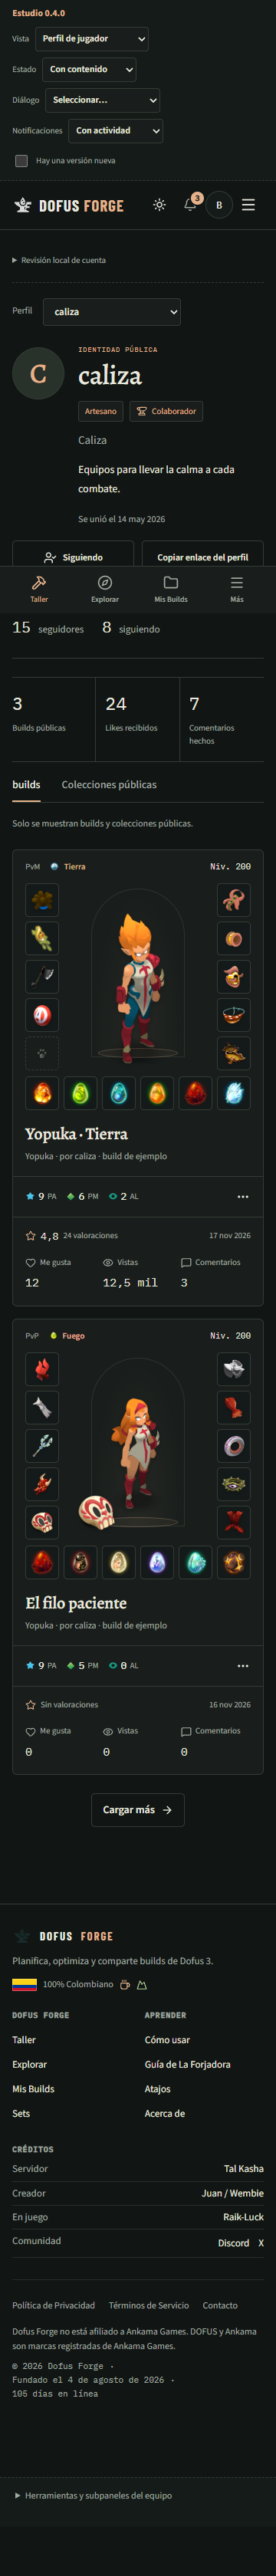 Estudio 0.4.0
Vista Perfil de jugador
Estado Con contenido
Diálogo Seleccionar...
Notificaciones Con actividad
Hay una versión nueva
DOFUS FORGE 3 B
Revisión local de cuenta
Perfil caliza
C
IDENTIDAD PÚBLICA
caliza
Artesano Colaborador
Caliza
Equipos para llevar la calma a cada
combate.
Se unió el 14 may 2026
Siguiendo Copiar enlace del perfil
Taller Explorar Mis Builds Más
15 seguidores 8 siguiendo
3 24 7
Builds públicas Likes recibidos Comentarios
hechos
builds Colecciones públicas
Solo se muestran builds y colecciones públicas.
PvM Tierra Niv. 200
Yopuka · Tierra
Yopuka · por caliza · build de ejemplo
9 PA 6 PM 2 AL
4,8 24 valoraciones 17 nov 2026
Me gusta Vistas Comentarios
12 12,5 mil 3
PvP Fuego Niv. 200
El filo paciente
Yopuka · por caliza · build de ejemplo
9 PA 5 PM 0 AL
Sin valoraciones 16 nov 2026
Me gusta Vistas Comentarios
0 0 0
Cargar más
DOFUS FORGE
Planifica, optimiza y comparte builds de Dofus 3.
100% Colombiano
DOFUS FORGE APRENDER
Taller Cómo usar
Explorar Guía de La Forjadora
Mis Builds Atajos
Sets Acerca de
CRÉDITOS
Servidor Tal Kasha
Creador Juan / Wembie
En juego Raik-Luck
Comunidad Discord X
Política de Privacidad Términos de Servicio Contacto
Dofus Forge no está afiliado a Ankama Games. DOFUS y Ankama
son marcas registradas de Ankama Games.
© 2026 Dofus Forge ·
Fundado el 4 de agosto de 2026 ·
105 días en línea
Herramientas y subpaneles del equipo